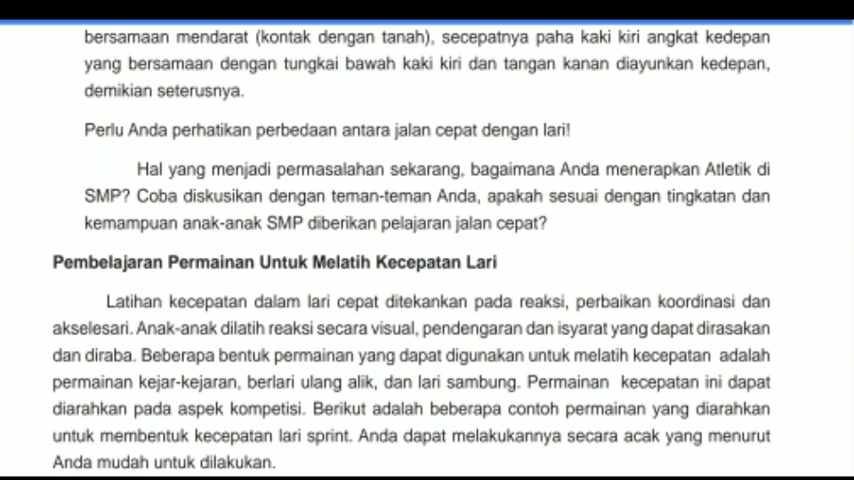 bersamaan mendarat (kontak dengan tanah), secepatnya paha kaki kiri angkat kedepan
yang bersamaan dengan tungkai bawah kaki kiri dan tangan kanan diayunkan kedepan,
demikian seterusnya.
Perlu Anda perhatikan perbedaan antara jalan cepat dengan lari!
Hal yang menjadi permasalahan sekarang, bagaimana Anda menerapkan Atletik di
SMP? Coba diskusikan dengan teman-teman Anda, apakah sesuai dengan tingkatan dan
kemampuan anak-anak SMP diberikan pelajaran jalan cepat?
Pembelajaran Permainan Untuk Melatih Kecepatan Lari
Latihan kecepatan dalam lari cepat ditekankan pada reaksi, perbaikan koordinasi dan
akselesari. Anak-anak dilatih reaksi secara visual, pendengaran dan isyarat yang dapat dirasakan
dan diraba. Beberapa bentuk permainan yang dapat digunakan untuk melatih kecepatan adalah
permainan kejar-kejaran, berlari ulang alik, dan lari sambung. Permainan kecepatan ini dapat
diarahkan pada aspek kompetisi. Berikut adalah beberapa contoh permainan yang diarahkan
untuk membentuk kecepatan lari sprint. Anda dapat melakukannya secara acak yang menurut
Anda mudah untuk dilakukan.